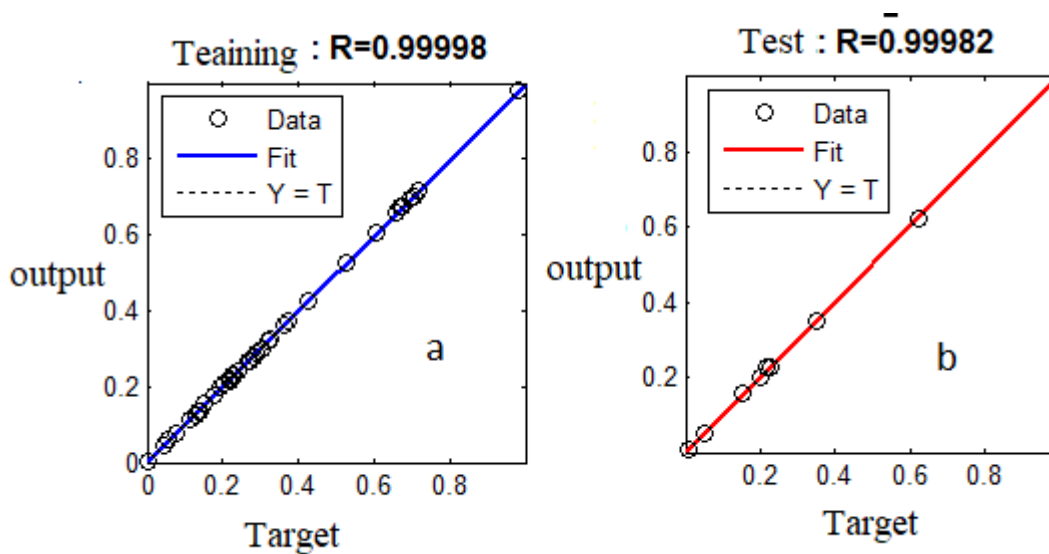 Teaining : R=0.99998
Data
Fit
Y = T
0.8
0.6
0.4
0.2
0
output
a
0 0.2 0.4 0.6 0.8
Target
Test : R=0.99982
Data
Fit
Y = T
0.8
0.6
0.4
0.2
output
b
0.2 0.4 0.6 0.8
Target